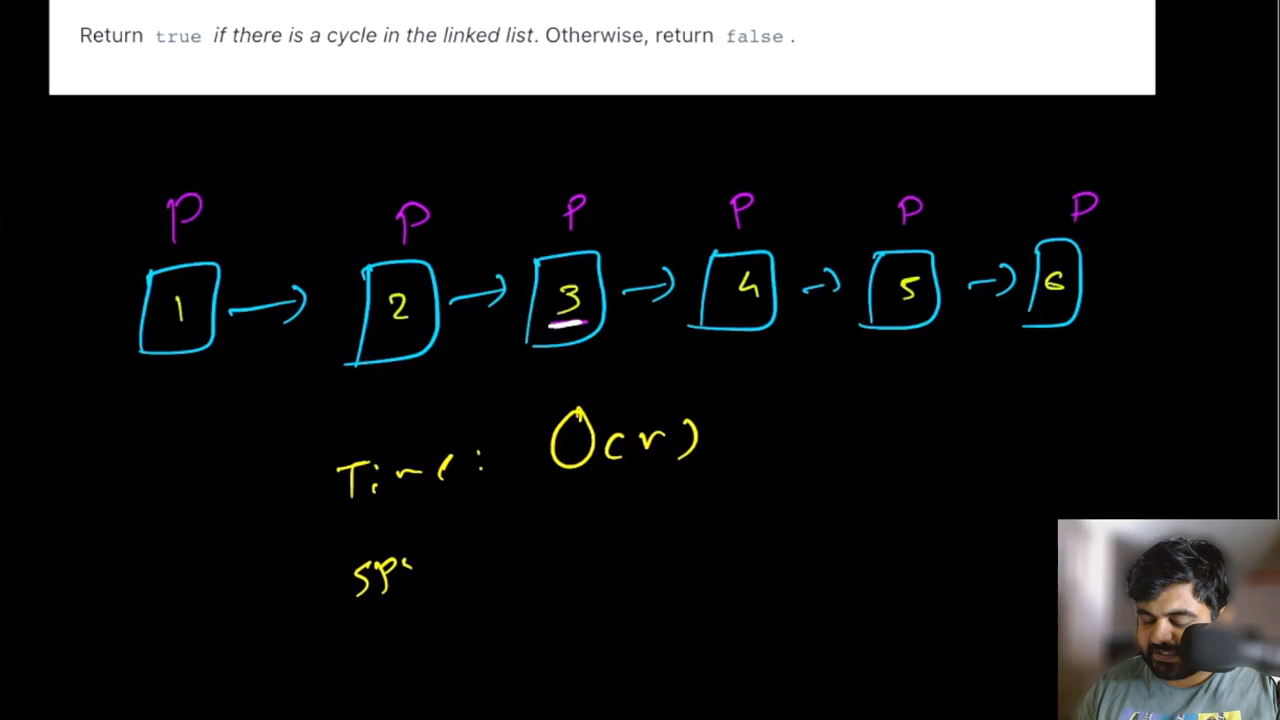 Return true if there is a cycle in the linked list. Otherwise, return false .
P P P P P P
1 → 2 → 3 → 4 → 5 → 6
Time: O(n)
spa